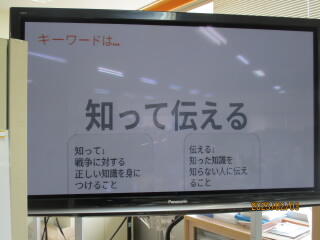 キーワードは…
知って伝える
知って↓
戦争に対する
正しい知識を身に
つけること
伝える↓
知った知識を
知らない人に伝え
ること
Panasonic